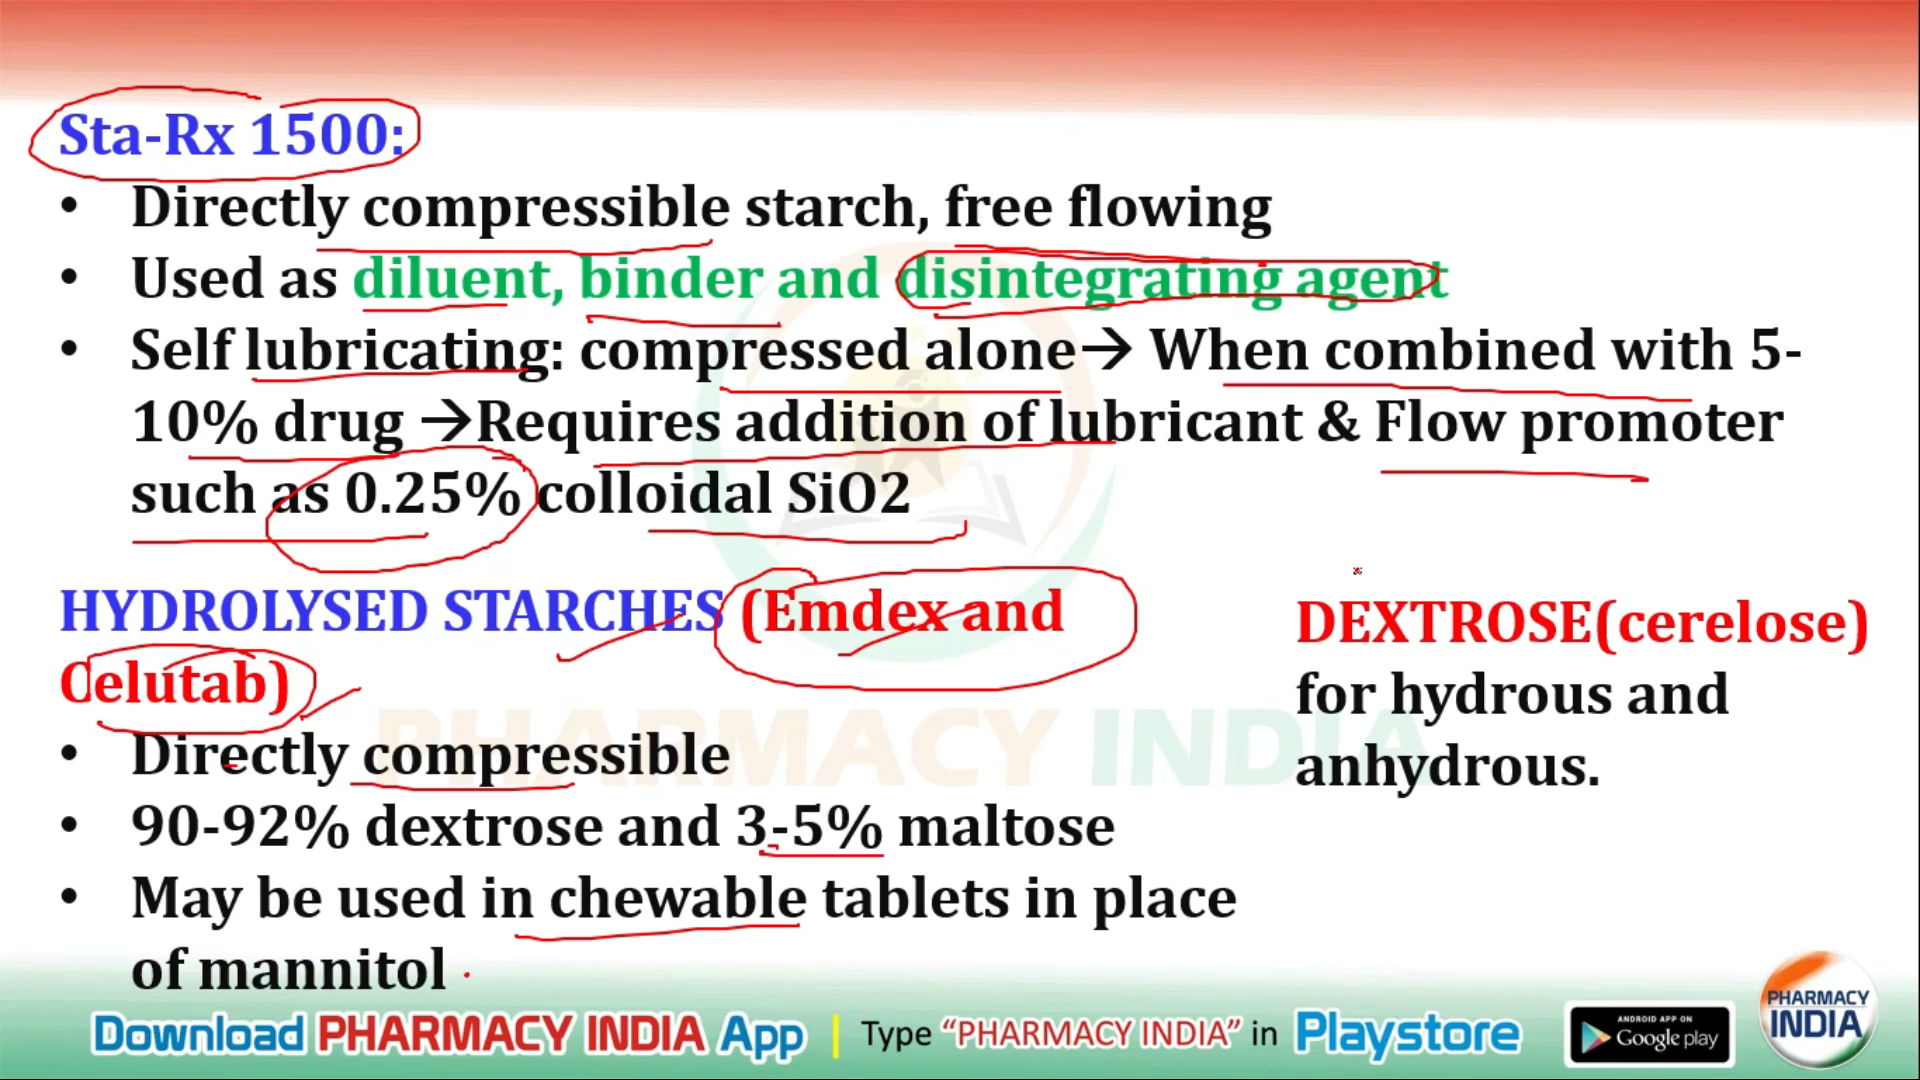 Sta-Rx 1500:
• Directly compressible starch, free flowing
• Used as diluent, binder and disintegrating agent
• Self lubricating: compressed alone→ When combined with 5-
10% drug →Requires addition of lubricant & Flow promoter
such as 0.25% colloidal SiO2
HYDROLYSED STARCHES (Emdex and
Celutab)
• Directly compressible
• 90-92% dextrose and 3-5% maltose
• May be used in chewable tablets in place
of mannitol
DEXTROSE(cerelose)
for hydrous and
anhydrous.
PHARMACY INDIA
Download PHARMACY INDIA App | Type “PHARMACY INDIA” in Playstore
ANDROID APP ON
Google play
PHARMACY
INDIA